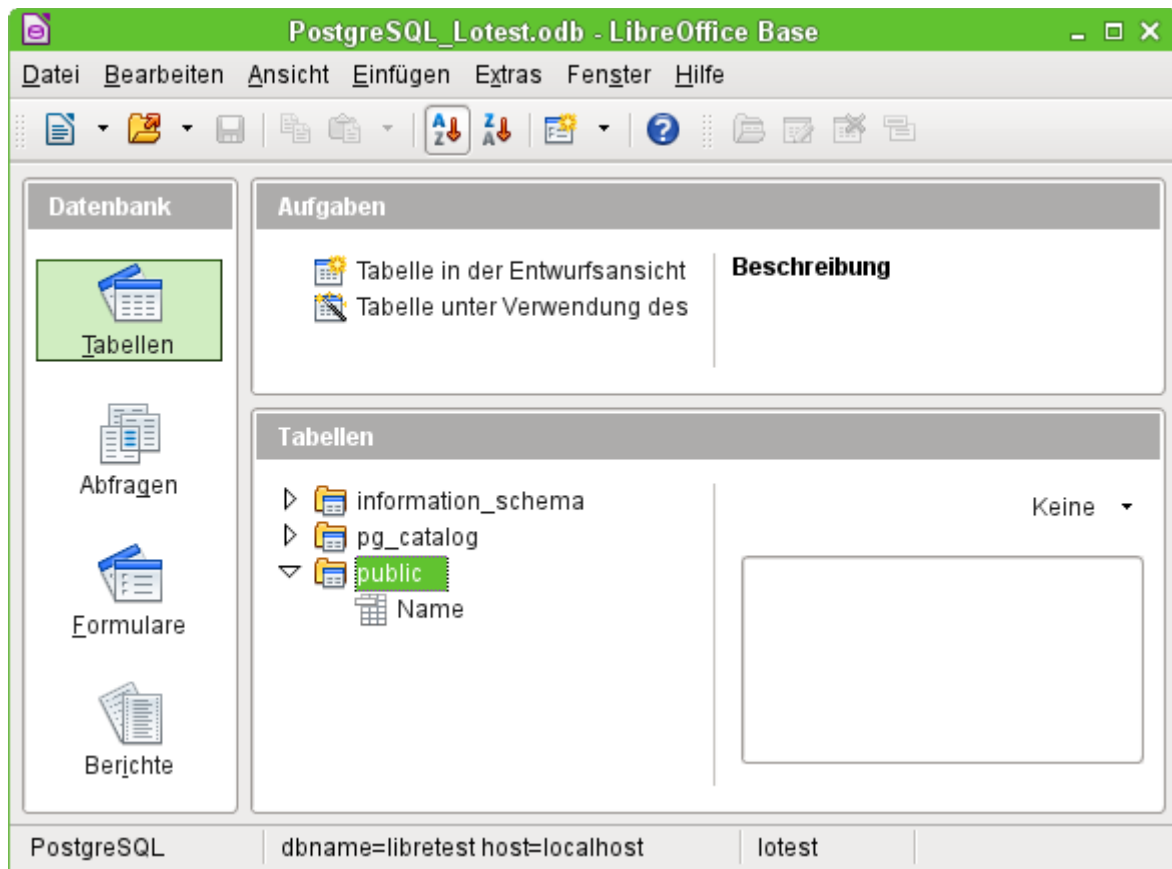 PostgreSQL_Lotest.odb - LibreOffice Base
Datei Bearbeiten Ansicht Einfügen Extras Fenster Hilfe
Datenbank
Tabellen
Abfragen
Formulare
Berichte
Aufgaben
Tabelle in der Entwurfsansicht
Tabelle unter Verwendung des
Beschreibung
Tabellen
information_schema
pg_catalog
public
Name
Keine
PostgreSQL dbname=libretest host=localhost lotest